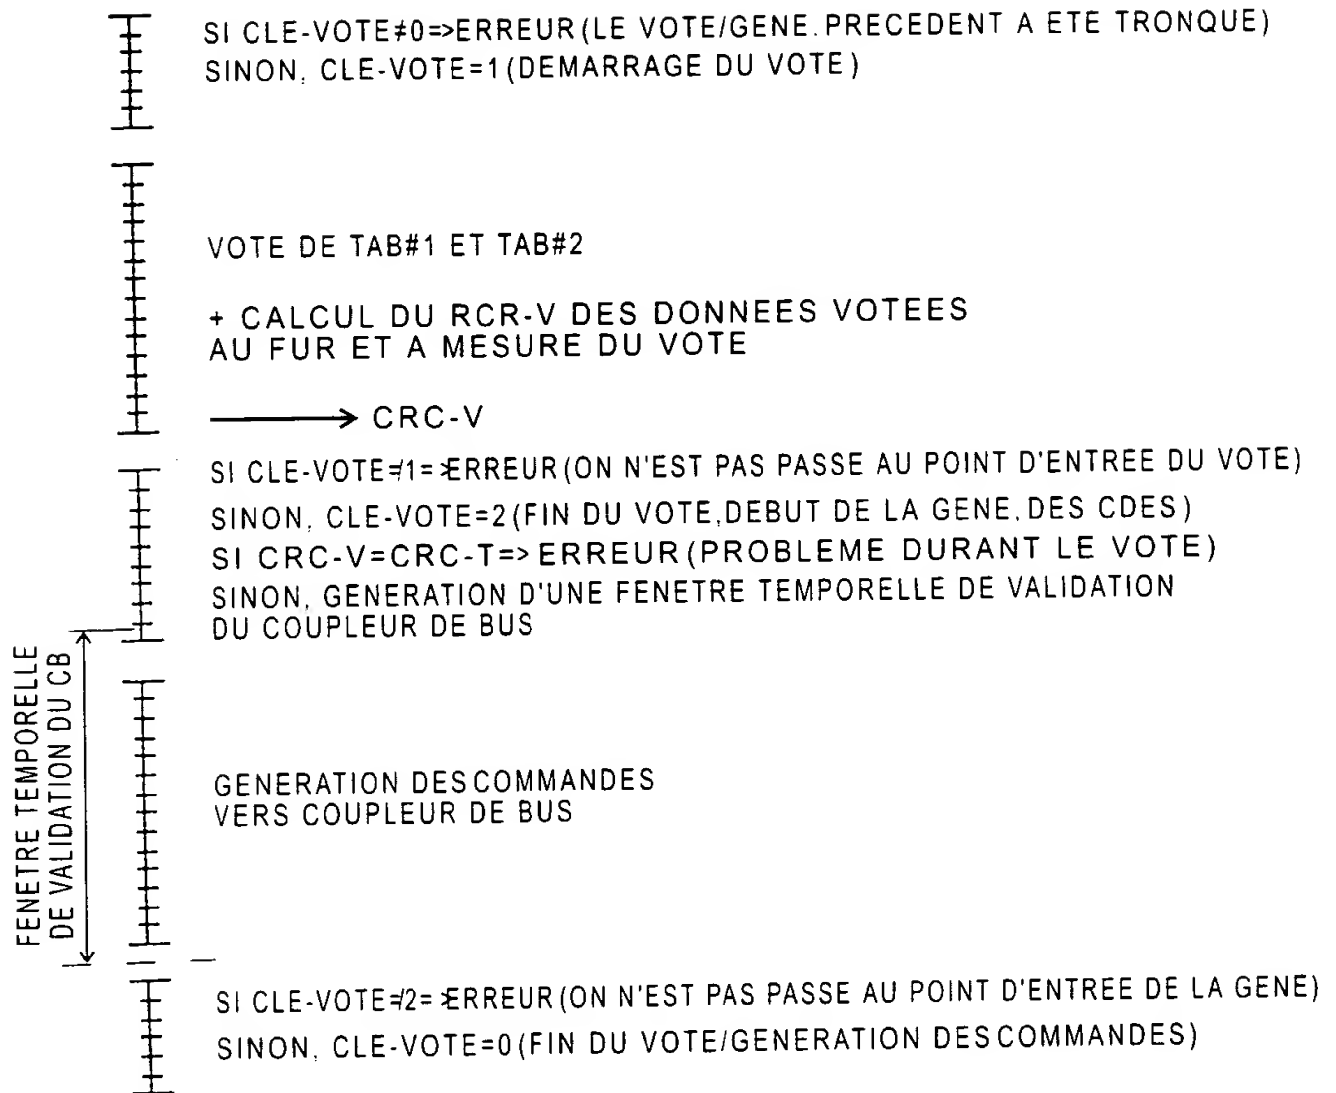 SI CLE-VOTE≠0=>ERREUR(LE VOTE/GENE.PRECEDENT A ETE TRONQUE)
SINON, CLE-VOTE=1(DEMARRAGE DU VOTE)
VOTE DE TAB#1 ET TAB#2
+ CALCUL DU RCR-V DES DONNEES VOTEES
AU FUR ET A MESURE DU VOTE
CRC-V
SI CLE-VOTE≠1=>ERREUR(ON N'EST PAS PASSE AU POINT D'ENTREE DU VOTE)
SINON, CLE-VOTE=2(FIN DU VOTE,DEBUT DE LA GENE,DES CDES)
SI CRC-V=CRC-T=>ERREUR(PROBLEME DURANT LE VOTE)
SINON, GENERATION D'UNE FENETRE TEMPORELLE DE VALIDATION
DU COUPLEUR DE BUS
FENETRE TEMPORELLE
DE VALIDATION DU CB
GENERATION DES COMMANDES
VERS COUPLEUR DE BUS
SI CLE-VOTE≠2=>ERREUR(ON N'EST PAS PASSE AU POINT D'ENTREE DE LA GENE)
SINON, CLE-VOTE=0(FIN DU VOTE/GENERATION DES COMMANDES)